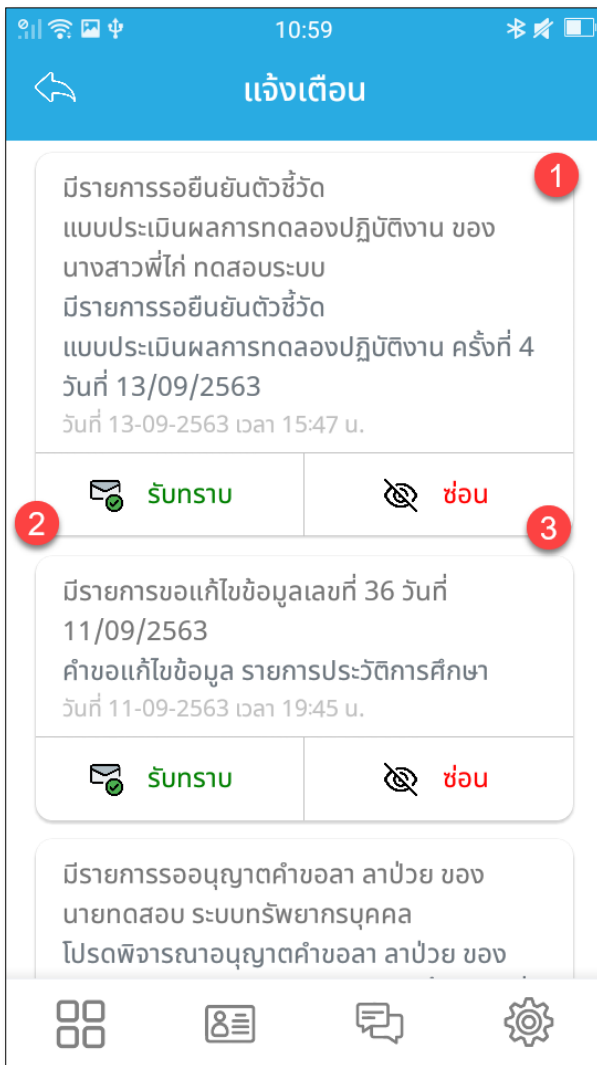 10:59
แจ้งเตือน
1
มีรายการรอยืนยันตัวชี้วัด
แบบประเมินผลการทดลองปฏิบัติงาน ของ
นางสาวพี่ไก่ ทดสอบระบบ
มีรายการรอยืนยันตัวชี้วัด
แบบประเมินผลการทดลองปฏิบัติงาน ครั้งที่ 4
วันที่ 13/09/2563
วันที่ 13-09-2563 เวลา 15:47 น.
รับทราบ ซ่อน
2 3
มีรายการขอแก้ไขข้อมูลเลขที่ 36 วันที่
11/09/2563
คำขอแก้ไขข้อมูล รายการประวัติการศึกษา
วันที่ 11-09-2563 เวลา 19:45 น.
รับทราบ ซ่อน
มีรายการรออนุญาตคำขอลา ลาป่วย ของ
นายทดสอบ ระบบทรัพยากรบุคคล
โปรดพิจารณาอนุญาตคำขอลา ลาป่วย ของ